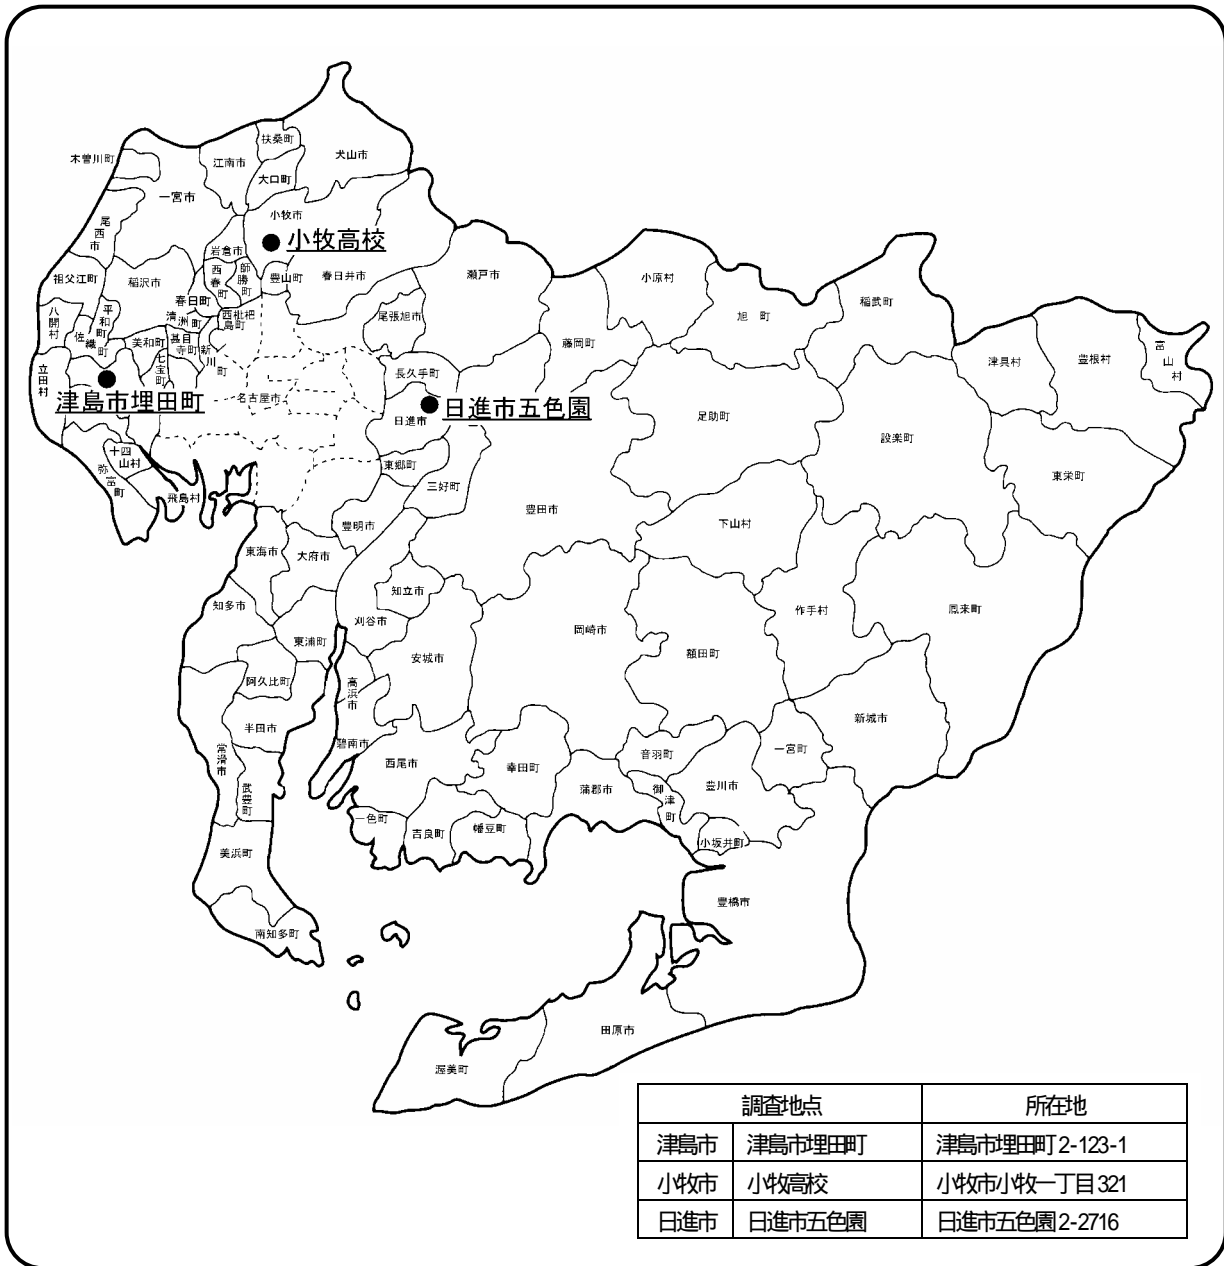 扶桑町
木曽川町
江南市
犬山市
大口町
一宮市
小牧市
尾西市
小牧高校
岩倉市
祖父江町
稲沢市
西春町
師勝町
豊山町
春日井市
瀬戸市
小原村
春日町
稲武町
八開村
平和町
清洲町
西枇杷島町
尾張旭市
旭町
佐織町
美和町
甚目寺町
新川町
藤岡町
津具村
豊根村
富山村
立田村
七宝町
長久手町
津島市埋田町
名古屋市
日進市五色園
日進市
足助町
設楽町
十四山村
東郷町
東栄町
弥富町
飛島村
三好町
豊田市
豊明市
下山村
東海市
大府市
知立市
知多市
刈谷市
岡崎市
作手村
鳳来町
東浦町
安城市
額田町
阿久比町
高浜市
半田市
新城市
碧南市
常滑市
西尾市
幸田町
音羽町
一宮町
武豊町
蒲郡市
御津町
豊川市
一色町
吉良町
幡豆町
小坂井町
美浜町
豊橋市
南知多町
田原市
渥美町
調査地点 所在地
津島市 津島市埋田町 津島市埋田町2-123-1
小牧市 小牧高校 小牧市小牧一丁目321
日進市 日進市五色園 日進市五色園2-2716